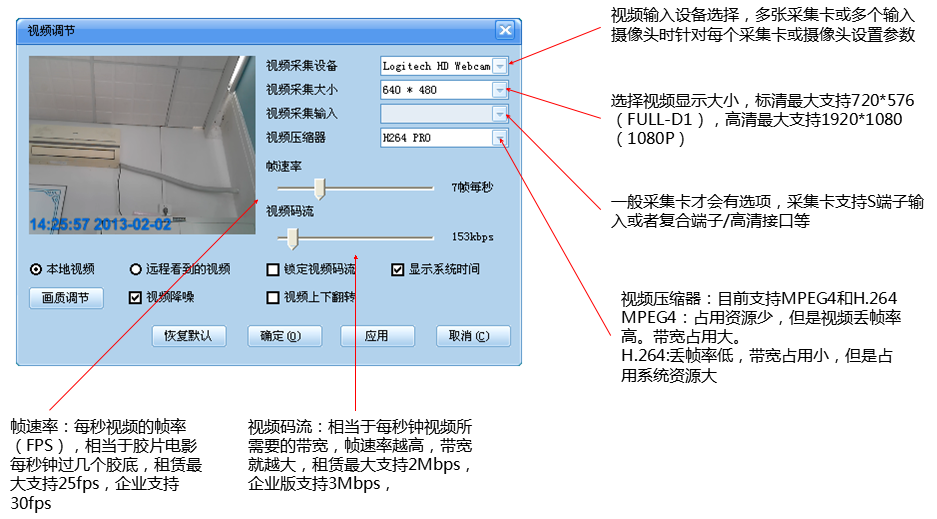 视频调节
视频采集设备 Logitech HD Webcam
视频采集大小 640 * 480
视频采集输入
视频压缩器 H264 PRO
帧速率
7帧每秒
视频码流
153kbps
14:25:57 2013-02-02
本地视频 远程看到的视频 锁定视频码流 显示系统时间
画质调节 视频降噪 视频上下翻转
恢复默认 确定(O) 应用 取消(C)
视频输入设备选择，多张采集卡或多个输入
摄像头时针对每个采集卡或摄像头设置参数
选择视频显示大小，标清最大支持720*576
（FULL-D1），高清最大支持1920*1080
（1080P）
一般采集卡才会有选项，采集卡支持S端子输
入或者复合端子/高清接口等
视频压缩器：目前支持MPEG4和H.264
MPEG4：占用资源少，但是视频丢帧率
高。带宽占用大。
H.264:丢帧率低，带宽占用小，但是占
用系统资源大
帧速率：每秒视频的帧率
（FPS），相当于胶片电影
每秒钟过几个胶底，租赁最
大支持25fps，企业支持
30fps
视频码流：相当于每秒钟视频所
需要的带宽，帧速率越高，带宽
就越大，租赁最大支持2Mbps，
企业版支持3Mbps，